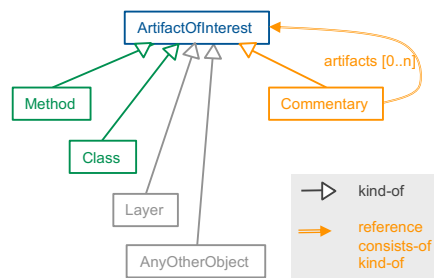 ArtifactOfInterest
artifacts [0..n]
Method
Commentary
Class
Layer
AnyOtherObject
kind-of
reference
consists-of
kind-of